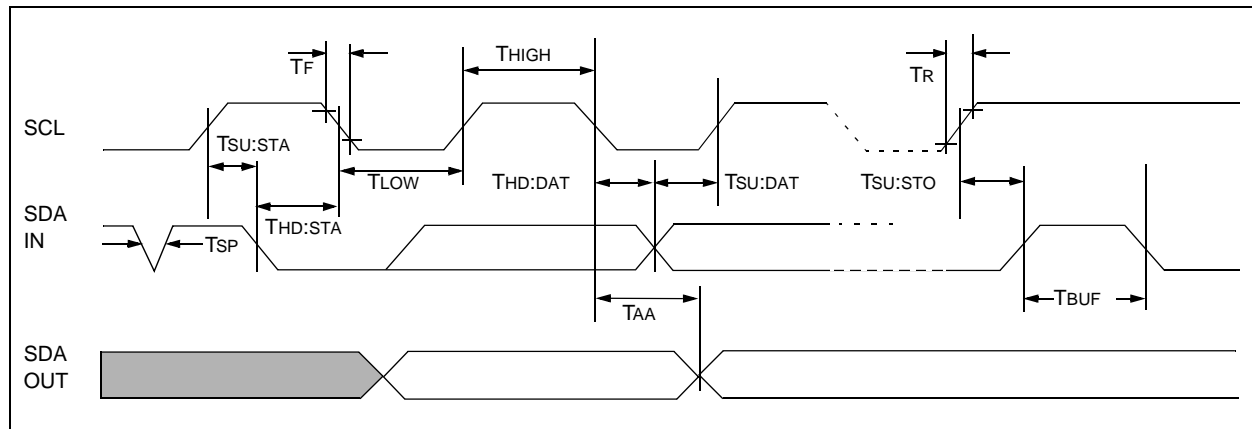 THIGH
TF
TR
SCL
TSU:STA
TLOW
THD:DAT
TSU:DAT
TSU:STO
SDA
IN
THD:STA
TSP
TBUF
TAA
SDA
OUT